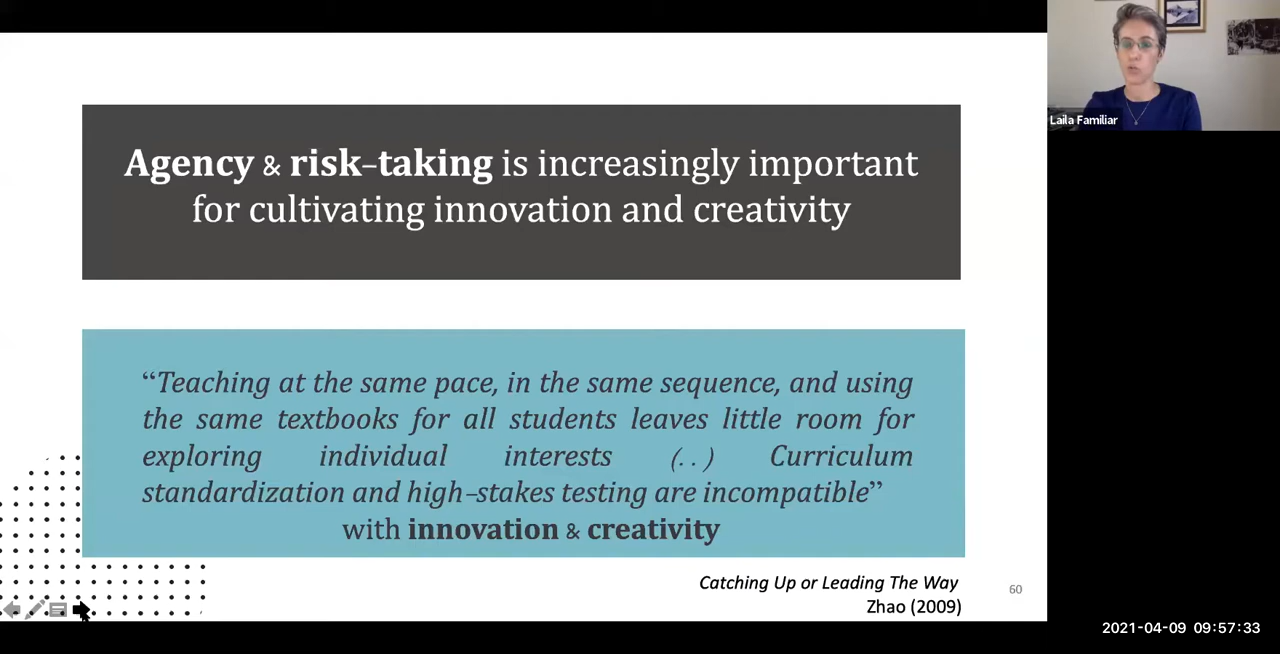 Agency & risk-taking is increasingly important
for cultivating innovation and creativity
“Teaching at the same pace, in the same sequence, and using
the same textbooks for all students leaves little room for
exploring individual interests (. . ) Curriculum
standardization and high-stakes testing are incompatible”
with innovation & creativity
Catching Up or Leading The Way
Zhao (2009)
60
Laila Familiar
2021-04-09 09:57:33